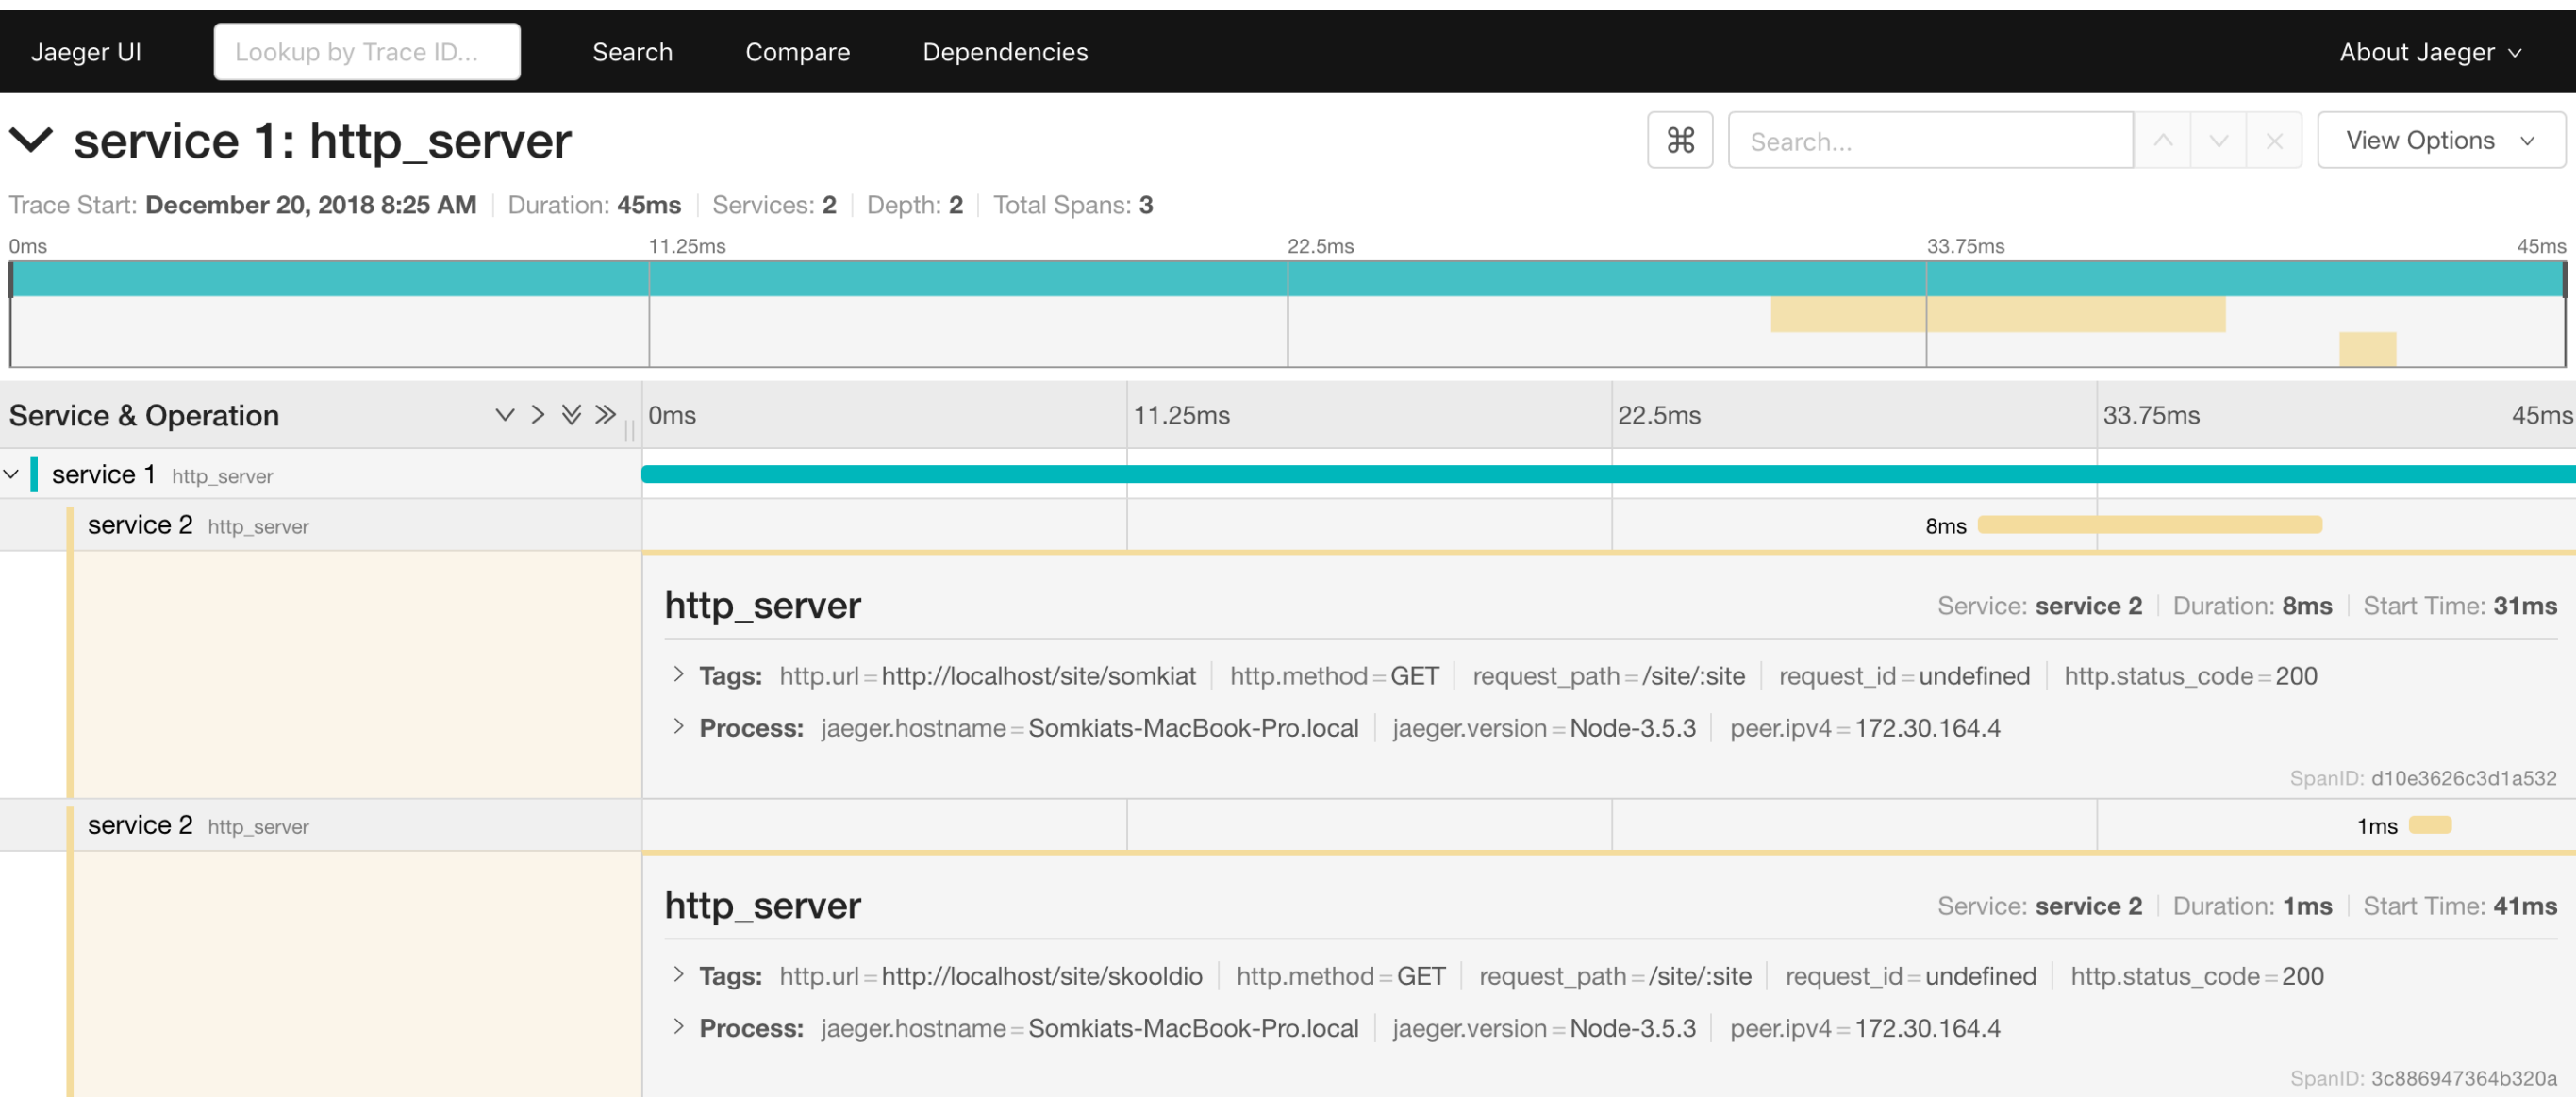 Jaeger UI Lookup by Trace ID... Search Compare Dependencies About Jaeger
service 1: http_server ⌘ Search... View Options
Trace Start: December 20, 2018 8:25 AM Duration: 45ms Services: 2 Depth: 2 Total Spans: 3
0ms 11.25ms 22.5ms 33.75ms 45ms
Service & Operation 0ms 11.25ms 22.5ms 33.75ms 45ms
service 1 http_server
service 2 http_server 8ms
http_server Service: service 2 Duration: 8ms Start Time: 31ms
Tags: http.url=http://localhost/site/somkiat http.method=GET request_path=/site/:site request_id=undefined http.status_code=200
Process: jaeger.hostname=Somkiats-MacBook-Pro.local jaeger.version=Node-3.5.3 peer.ipv4=172.30.164.4
SpanID: d10e3626c3d1a532
service 2 http_server 1ms
http_server Service: service 2 Duration: 1ms Start Time: 41ms
Tags: http.url=http://localhost/site/skooldio http.method=GET request_path=/site/:site request_id=undefined http.status_code=200
Process: jaeger.hostname=Somkiats-MacBook-Pro.local jaeger.version=Node-3.5.3 peer.ipv4=172.30.164.4
SpanID: 3c886947364b320a